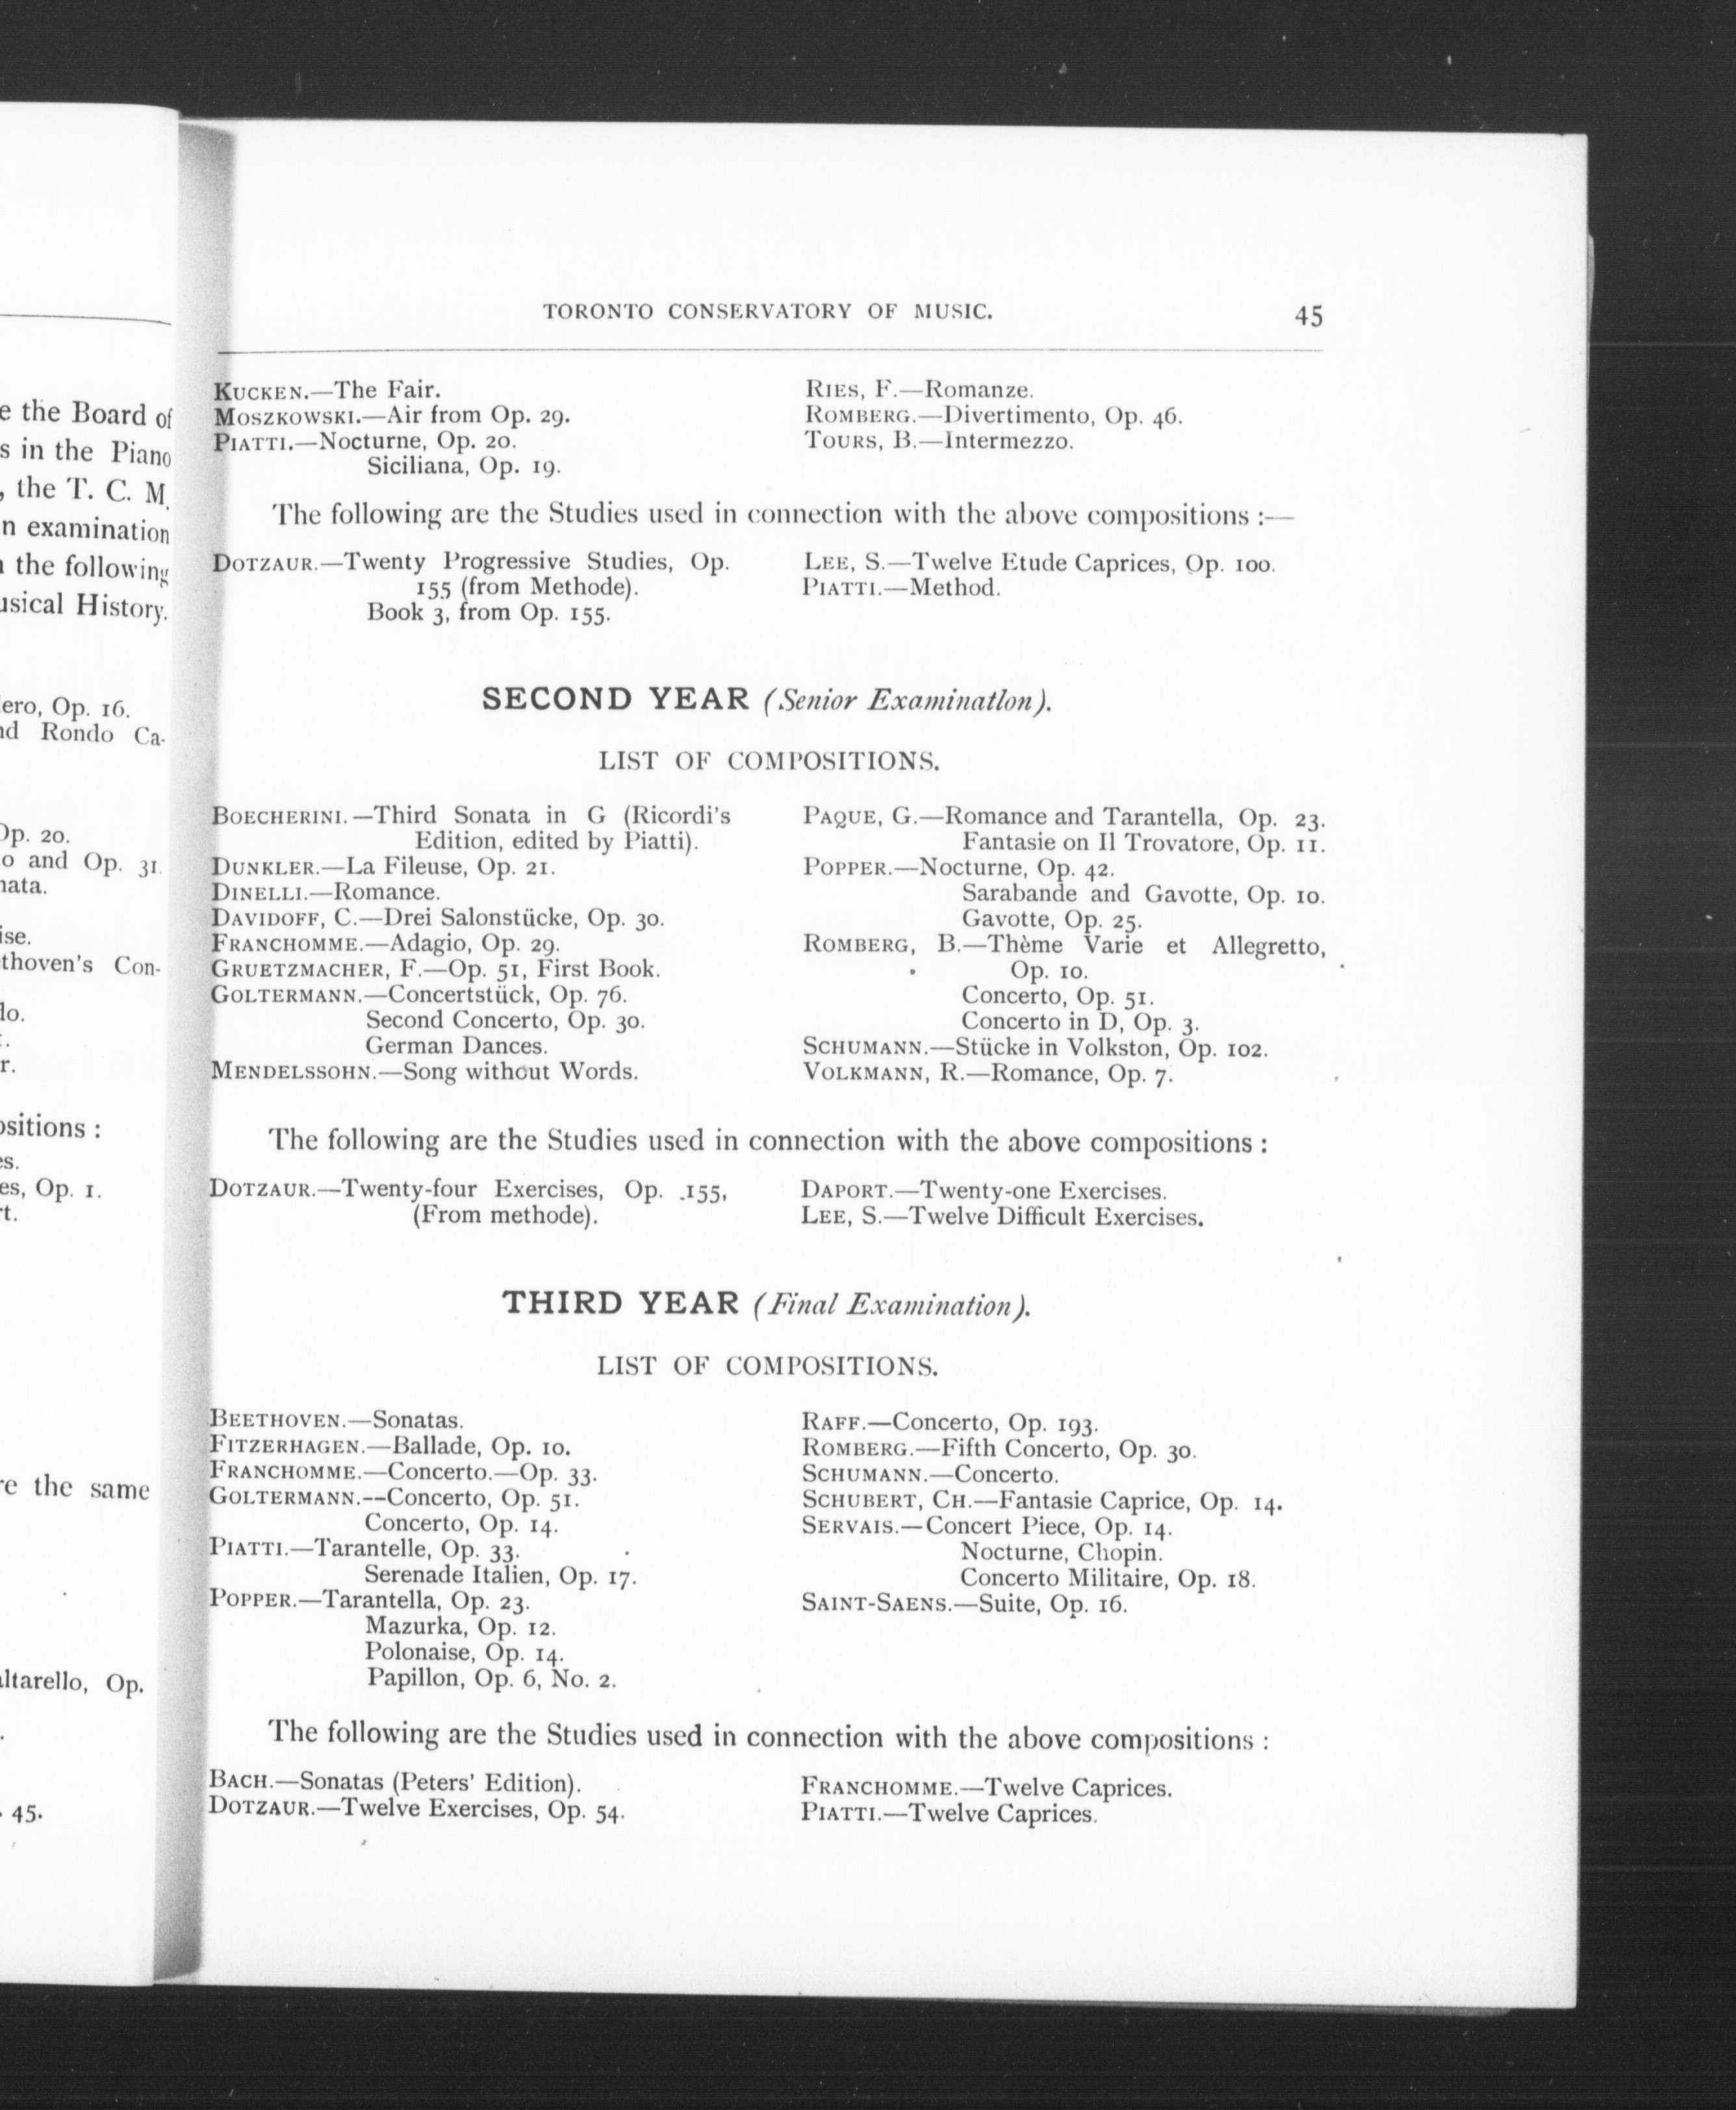 TORONTO CONSERVATORY OF MUSIC. 45
KUCKEN.—The Fair.
MOSZKOWSKI.—Air from Op. 29.
PIATTI.—Nocturne, Op. 20.
Siciliana, Op. 19.
RIES, F.—Romanze.
ROMBERG.—Divertimento, Op. 46.
TOURS, B.—Intermezzo.
The following are the Studies used in connection with the above compositions :—
DOTZAUR.—Twenty Progressive Studies, Op.
155 (from Methode).
Book 3, from Op. 155.
LEE, S.—Twelve Etude Caprices, Op. 100.
PIATTI.—Method.
SECOND YEAR (Senior Examinatlon).
LIST OF COMPOSITIONS.
BOECHERINI.—Third Sonata in G (Ricordi's
Edition, edited by Piatti).
DUNKLER.—La Fileuse, Op. 21.
DINELLI.—Romance.
DAVIDOFF, C.—Drei Salonstücke, Op. 30.
FRANCHOMME.—Adagio, Op. 29.
GRUETZMACHER, F.—Op. 51, First Book.
GOLTERMANN.—Concertstück, Op. 76.
Second Concerto, Op. 30.
German Dances.
MENDELSSOHN.—Song without Words.
PAQUE, G.—Romance and Tarantella, Op. 23.
Fantasie on Il Trovatore, Op. 11.
POPPER.—Nocturne, Op. 42.
Sarabande and Gavotte, Op. 10.
Gavotte, Op. 25.
ROMBERG, B.—Thème Varie et Allegretto,
Op. 10.
Concerto, Op. 51.
Concerto in D, Op. 3.
SCHUMANN.—Stücke in Volkston, Op. 102.
VOLKMANN, R.—Romance, Op. 7.
The following are the Studies used in connection with the above compositions :
DOTZAUR.—Twenty-four Exercises, Op. .155,
(From methode).
DAPORT.—Twenty-one Exercises.
LEE, S.—Twelve Difficult Exercises.
THIRD YEAR (Final Examination).
LIST OF COMPOSITIONS.
BEETHOVEN.—Sonatas.
FITZERHAGEN.—Ballade, Op. 10.
FRANCHOMME.—Concerto.—Op. 33.
GOLTERMANN.--Concerto, Op. 51.
Concerto, Op. 14.
PIATTI.—Tarantelle, Op. 33.
Serenade Italien, Op. 17.
POPPER.—Tarantella, Op. 23.
Mazurka, Op. 12.
Polonaise, Op. 14.
Papillon, Op. 6, No. 2.
RAFF.—Concerto, Op. 193.
ROMBERG.—Fifth Concerto, Op. 30.
SCHUMANN.—Concerto.
SCHUBERT, CH.—Fantasie Caprice, Op. 14.
SERVAIS.—Concert Piece, Op. 14.
Nocturne, Chopin.
Concerto Militaire, Op. 18.
SAINT-SAENS.—Suite, Op. 16.
The following are the Studies used in connection with the above compositions :
BACH.—Sonatas (Peters' Edition).
DOTZAUR.—Twelve Exercises, Op. 54.
FRANCHOMME.—Twelve Caprices.
PIATTI.—Twelve Caprices.